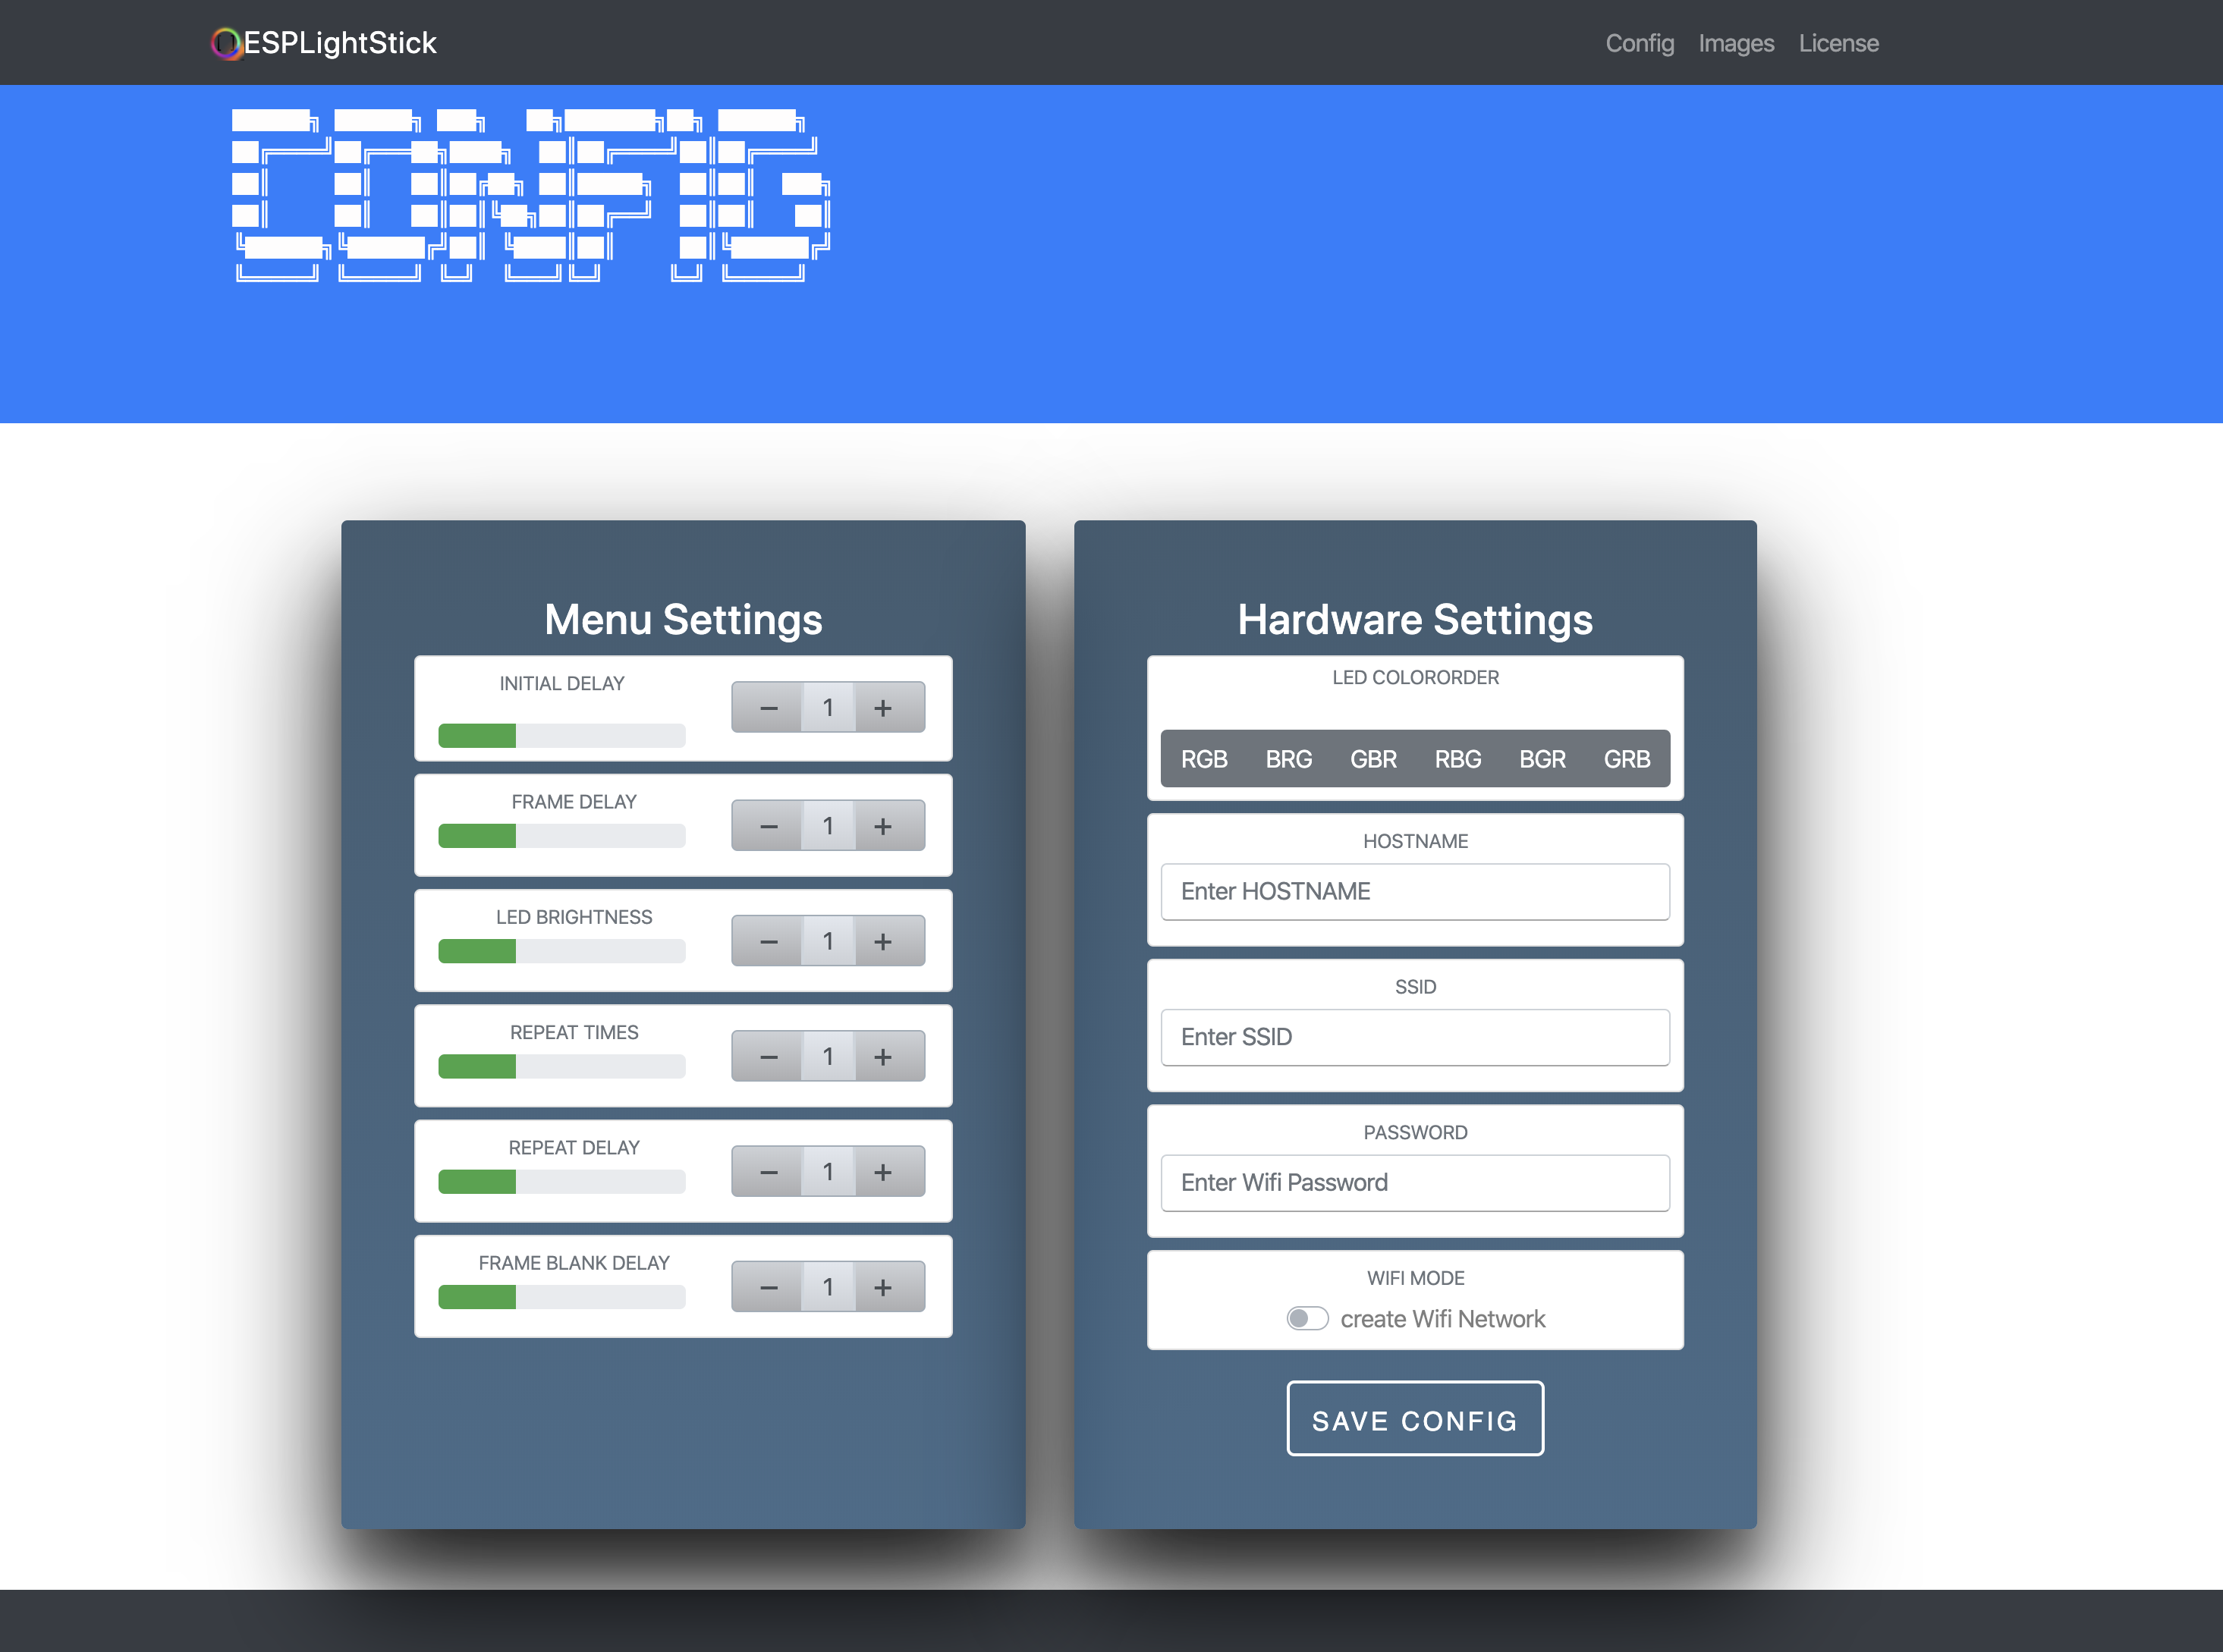 ESPLightStick
Config Images License
CONFIG
Menu Settings
INITIAL DELAY
− 1 +
FRAME DELAY
− 1 +
LED BRIGHTNESS
− 1 +
REPEAT TIMES
− 1 +
REPEAT DELAY
− 1 +
FRAME BLANK DELAY
− 1 +
Hardware Settings
LED COLORORDER
RGB BRG GBR RBG BGR GRB
HOSTNAME
Enter HOSTNAME
SSID
Enter SSID
PASSWORD
Enter Wifi Password
WIFI MODE
create Wifi Network
SAVE CONFIG